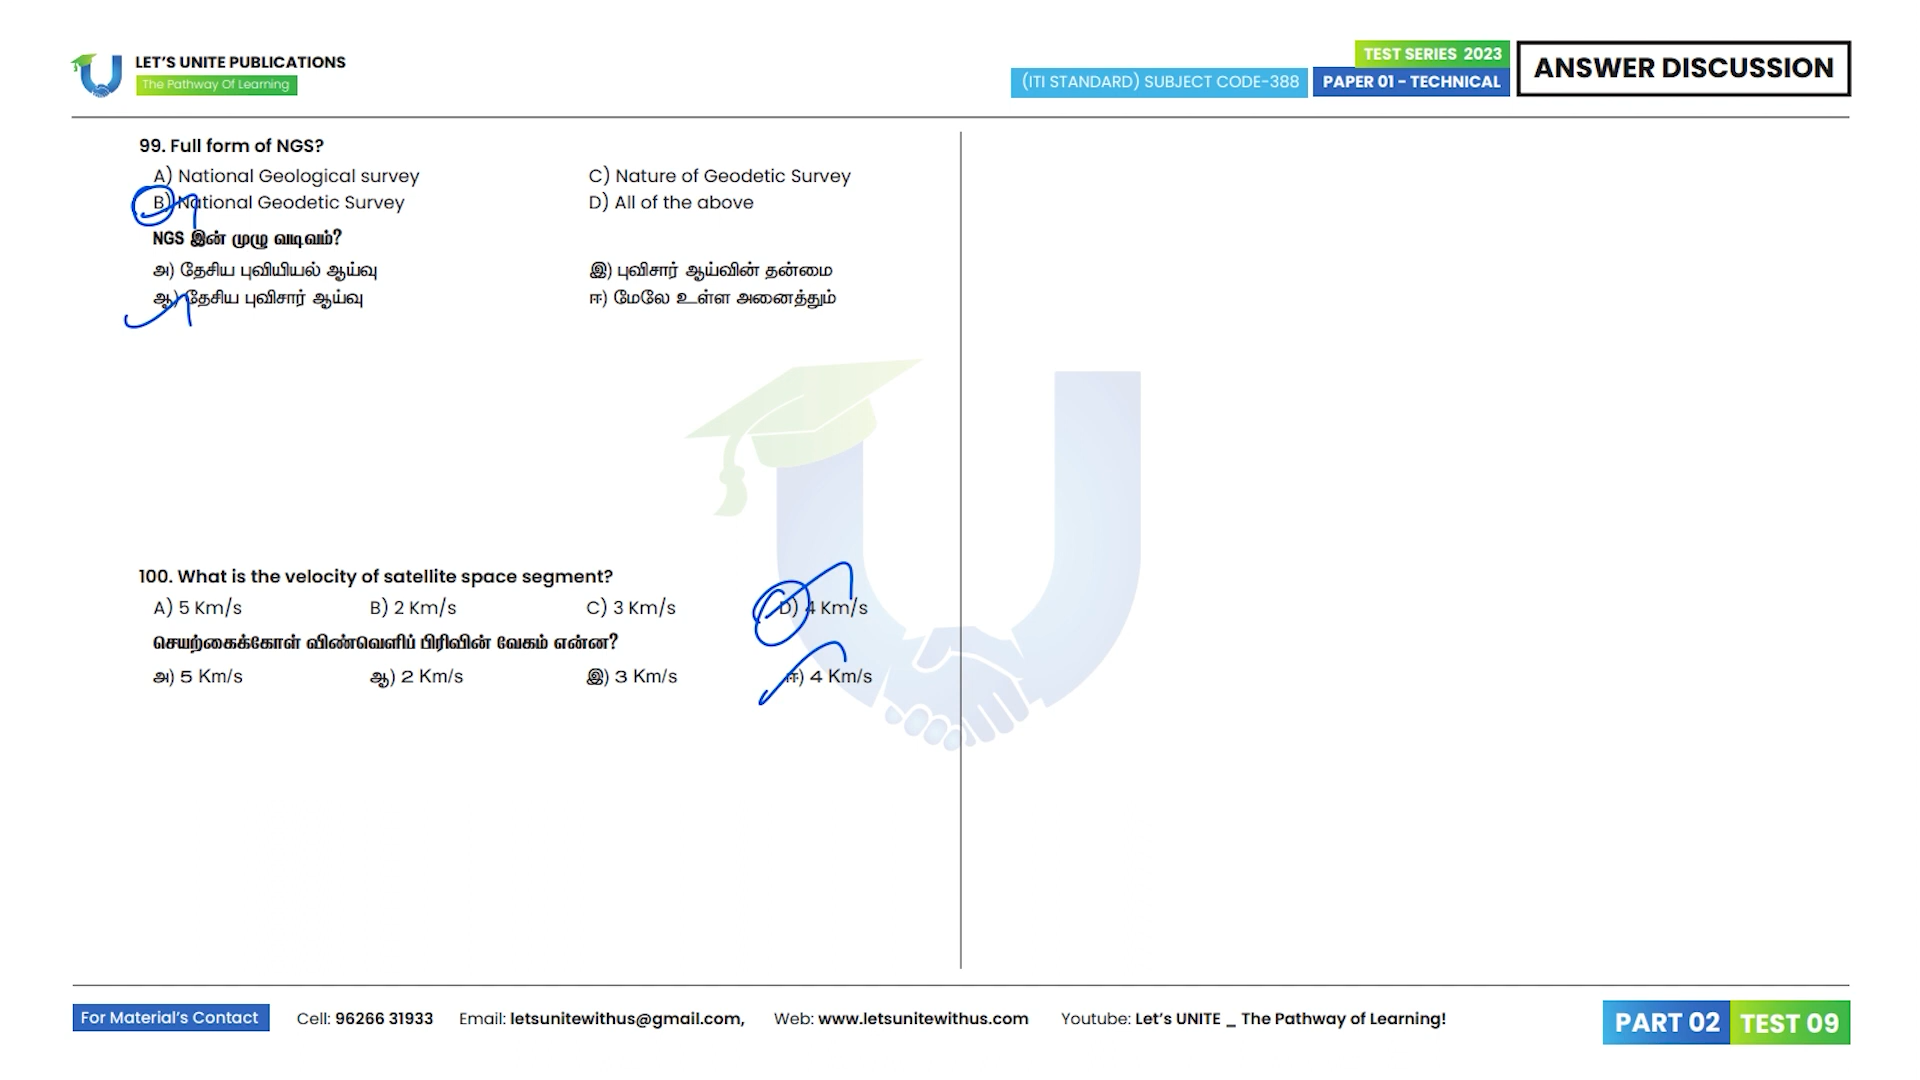 LET'S UNITE PUBLICATIONS
The Pathway Of Learning
TEST SERIES 2023
(ITI STANDARD) SUBJECT CODE-388
PAPER 01 - TECHNICAL
ANSWER DISCUSSION
99. Full form of NGS?
A) National Geological survey
C) Nature of Geodetic Survey
B) National Geodetic Survey
D) All of the above
NGS இன் முழு வடிவம்?
அ) தேசிய புவியியல் ஆய்வு
இ) புவிசார் ஆய்வின் தன்மை
ஆ) தேசிய புவிசார் ஆய்வு
ஈ) மேலே உள்ள அனைத்தும்
100. What is the velocity of satellite space segment?
A) 5 Km/s B) 2 Km/s C) 3 Km/s D) 4 Km/s
செயற்கைக்கோள் விண்வெளிப் பிரிவின் வேகம் என்ன?
அ) 5 Km/s ஆ) 2 Km/s இ) 3 Km/s ஈ) 4 Km/s
For Material's Contact
Cell: 96266 31933 Email: letsunitewithus@gmail.com, Web: www.letsunitewithus.com Youtube: Let's UNITE _ The Pathway of Learning!
PART 02 TEST 09